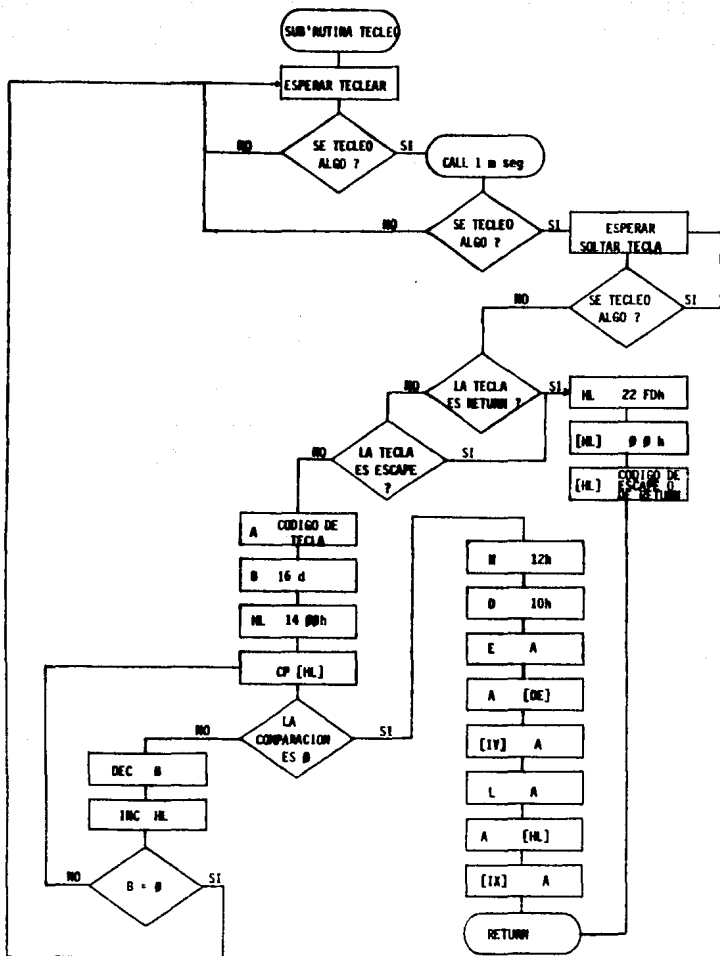 SUB'RUTINA TECLEO
ESPERAR TECLEAR
NO
SE TECLEO
ALGO ?
SI
CALL 1 m seg
NO
SE TECLEO
ALGO ?
SI
ESPERAR
SOLTAR TECLA
NO
SE TECLEO
ALGO ?
SI
NO
LA TECLA
ES RETURN ?
SI
HL 22 FDh
NO
LA TECLA
ES ESCAPE
?
SI
[HL] 0 0 h
[HL] CODIGO DE
ESCAPE O
DE RETURN
A CODIGO DE
TECLA
B 16 d
HL 14 00h
CP [HL]
NO
LA
COMPARACION
ES 0
SI
H 12h
D 10h
E A
A [DE]
[IY] A
L A
A [HL]
[IX] A
RETURN
DEC B
INC HL
NO
B = 0
SI